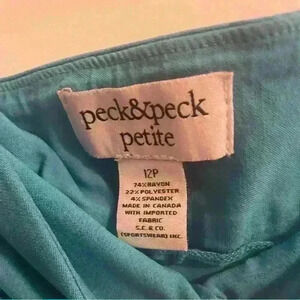 peck&peck
petite
12P
74% RAYON
22% POLYESTER
4% SPANDEX
MADE IN CANADA
WITH IMPORTED
FABRIC
S.C. & CO.
(SPORTSWEAR) INC.